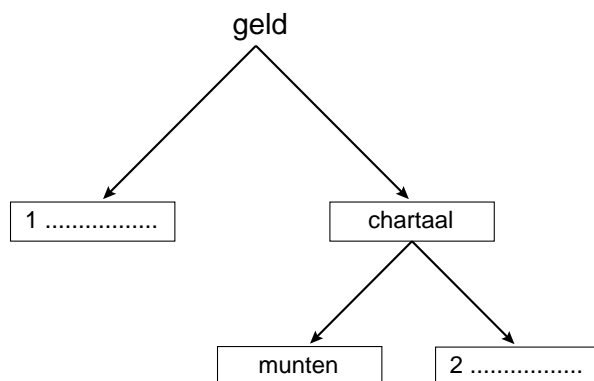 geld
1 .................
chartaal
munten
2 .................